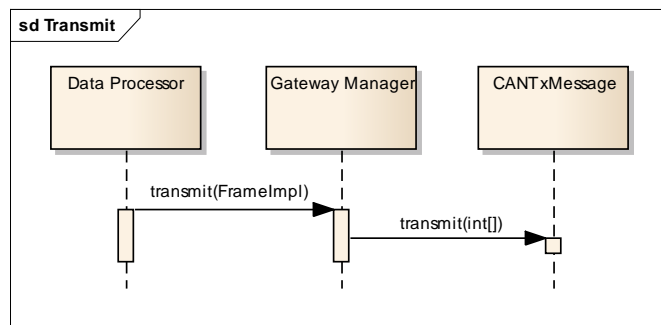 sd Transmit
Data Processor
Gateway Manager
CANTxMessage
transmit(FrameImpl)
transmit(int[])